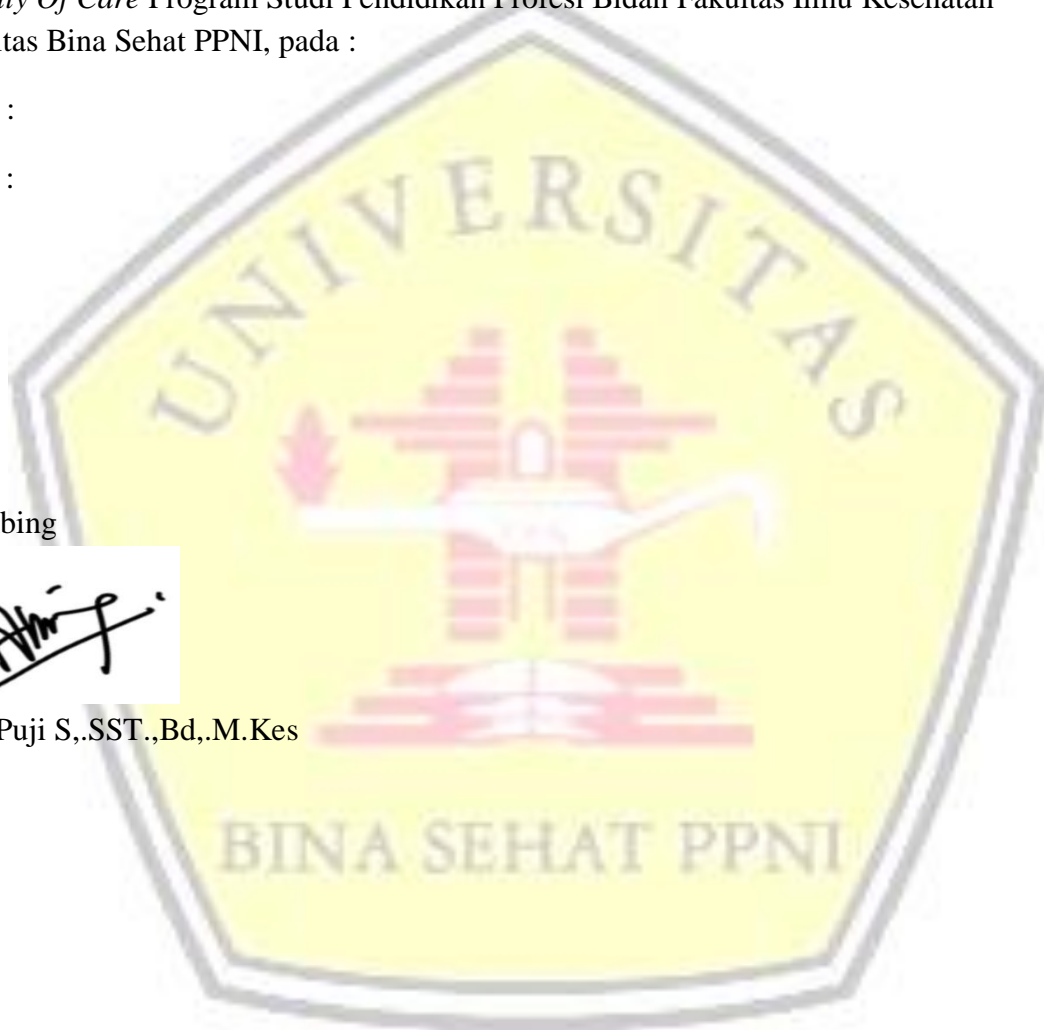 ity Of Care Program Studi Pendidikan Profesi Bidan Fakultas Ilmu Kesehatan
itas Bina Sehat PPNI, pada :
:
:
UNIVERSITAS
bing
Puji S,.SST.,Bd,.M.Kes
BINA SEHAT PPNI